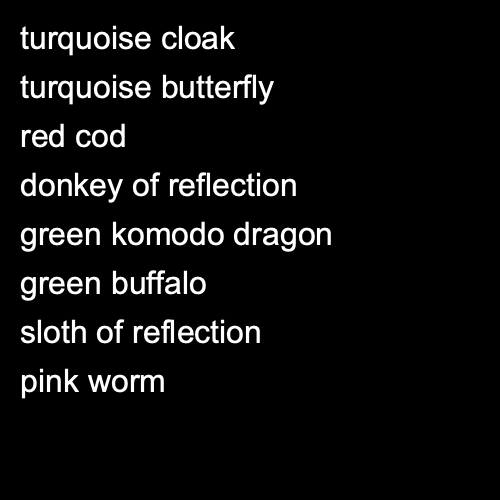 turquoise cloak
turquoise butterfly
red cod
donkey of reflection
green komodo dragon
green buffalo
sloth of reflection
pink worm